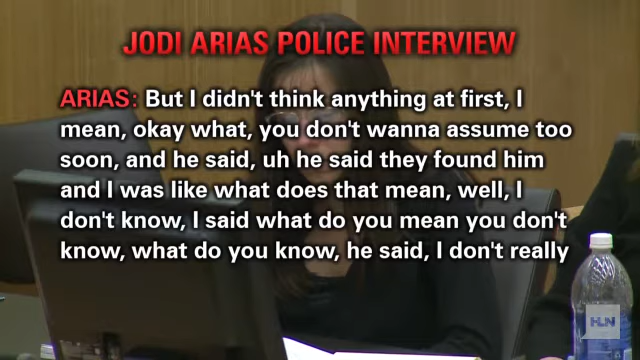 JODI ARIAS POLICE INTERVIEW
ARIAS: But I didn't think anything at first, I
mean, okay what, you don't wanna assume too
soon, and he said, uh he said they found him
and I was like what does that mean, well, I
don't know, I said what do you mean you don't
know, what do you know, he said, I don't really
HLN